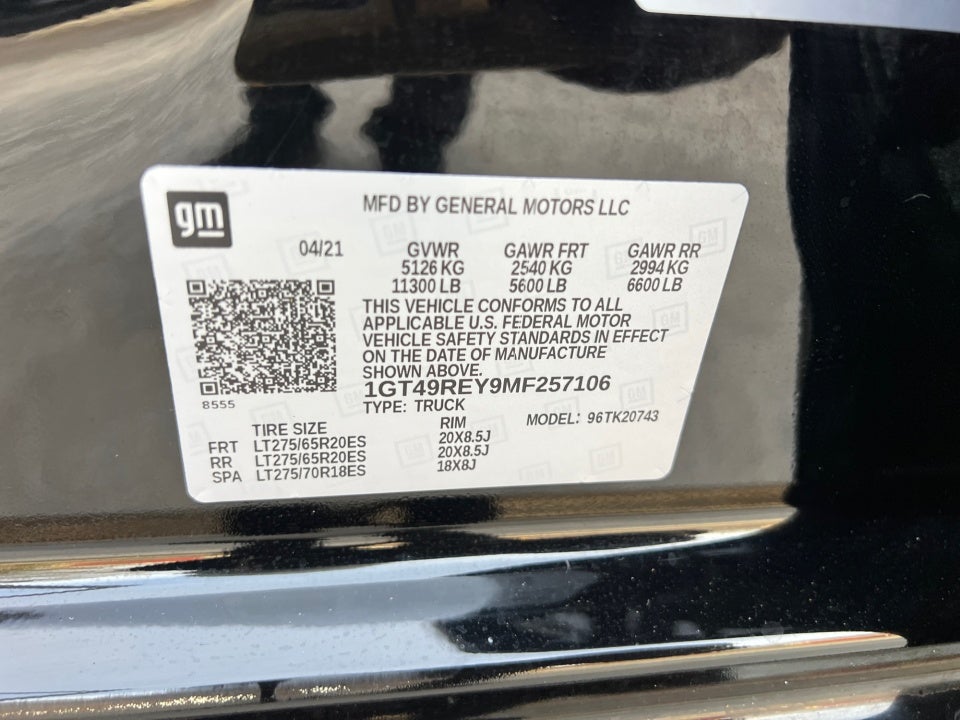 gm
MFD BY GENERAL MOTORS LLC
04/21 GVWR GAWR FRT GAWR RR
5126 KG 2540 KG 2994 KG
11300 LB 5600 LB 6600 LB
THIS VEHICLE CONFORMS TO ALL
APPLICABLE U.S. FEDERAL MOTOR
VEHICLE SAFETY STANDARDS IN EFFECT
ON THE DATE OF MANUFACTURE
SHOWN ABOVE.
1GT49REY9MF257106
8555
TYPE: TRUCK MODEL: 96TK20743
TIRE SIZE RIM
FRT LT275/65R20ES 20X8.5J
RR LT275/65R20ES 20X8.5J
SPA LT275/70R18ES 18X8J